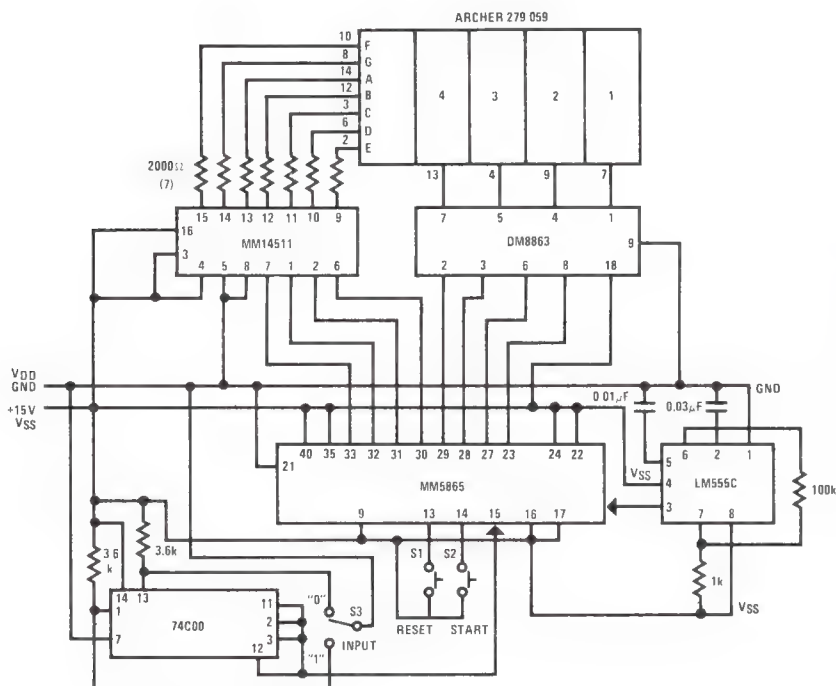 ARCHER 279 059
10 F
8 G
14 A
12 B
3 C
6 D
2 E
4 3 2 1
2000Ω
(7)
13 4 9 7
15 14 13 12 11 10 9
16
3
MM14511
4 5 8 7 1 2 6
7 5 4 1
DM8863
9
2 3 6 8 18
VDD
GND
+15V
VSS
GND
0.01µF
0.03µF
40 35 33 32 31 30 29 28 27 23 24 22
21
MM5865
9 13 14 15 16 17
VSS
6 2 1
5
4
3
LM555C
7 8
100k
1k
VSS
3.6k
3.6
k
14 13
1
7
74C00
11
2
3
12
"0"
S3
INPUT
"1"
S1
S2
RESET
START